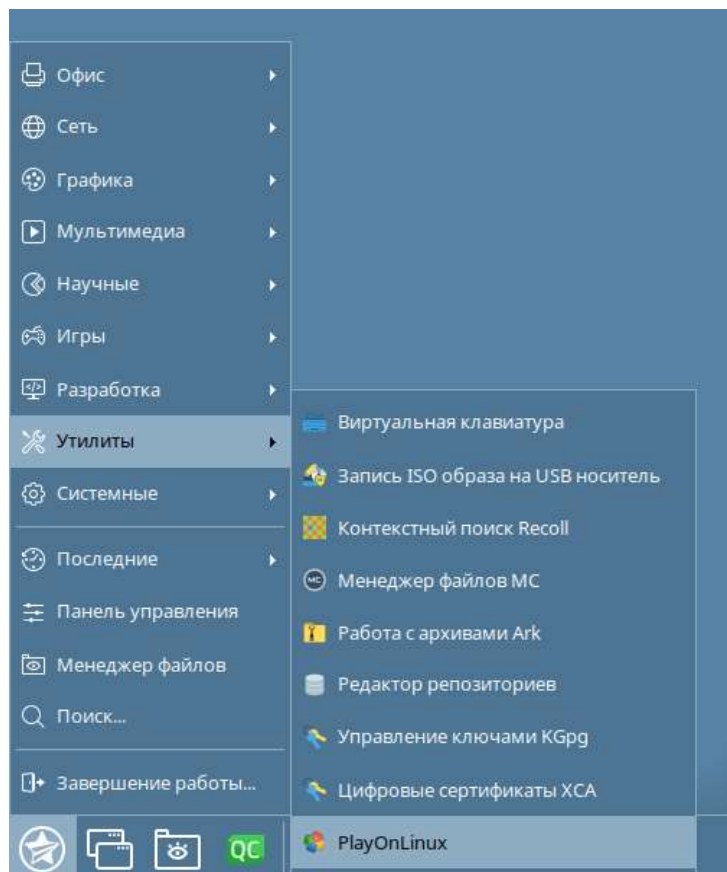 Офис
Сеть
Графика
Мультимедиа
Научные
Игры
Разработка
Утилиты
Системные
Последние
Панель управления
Менеджер файлов
Поиск...
Завершение работы...
Виртуальная клавиатура
Запись ISO образа на USB носитель
Контекстный поиск Recoll
MC Менеджер файлов MC
Работа с архивами Ark
Редактор репозиториев
Управление ключами KGpg
Цифровые сертификаты XCA
PlayOnLinux
QC